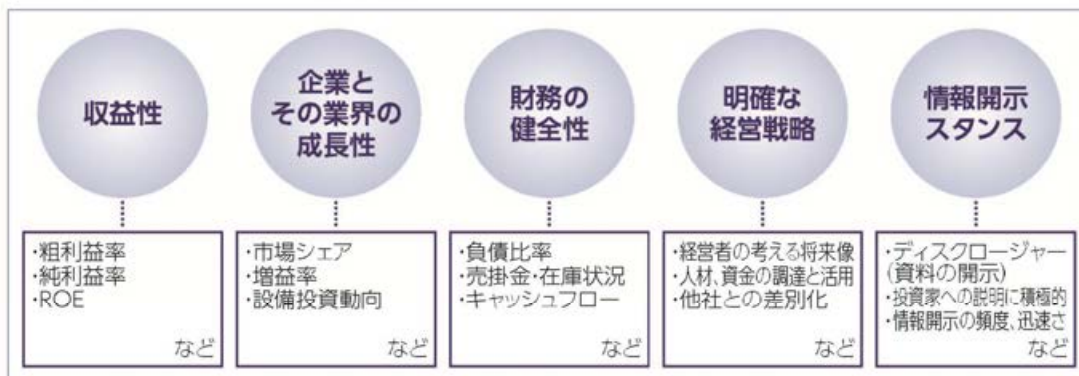 収益性
企業と
その業界の
成長性
財務の
健全性
明確な
経営戦略
情報開示
スタンス
・粗利益率
・純利益率
・ROE
など
・市場シェア
・増益率
・設備投資動向
など
・負債比率
・売掛金・在庫状況
・キャッシュフロー
など
・経営者の考える将来像
・人材、資金の調達と活用
・他社との差別化
など
・ディスクロージャー
(資料の開示)
・投資家への説明に積極的
・情報開示の頻度、迅速さ
など